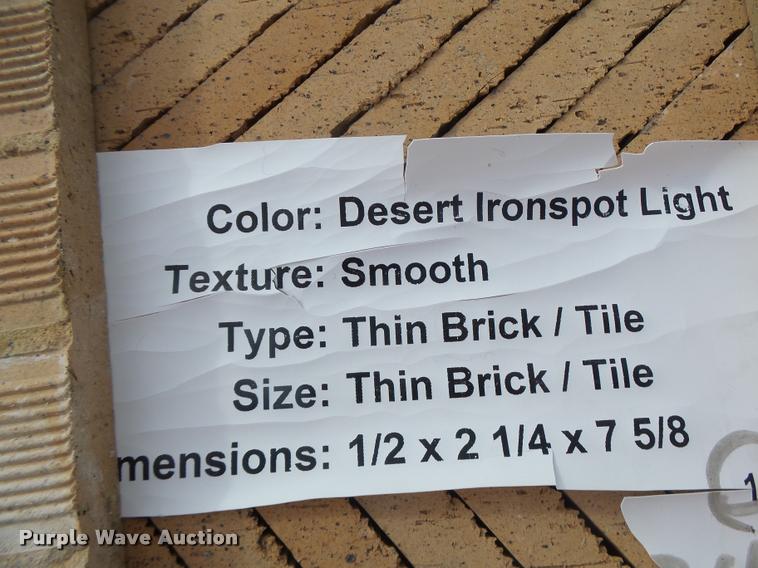 Color: Desert Ironspot Light
Texture: Smooth
Type: Thin Brick / Tile
Size: Thin Brick / Tile
mensions: 1/2 x 2 1/4 x 7 5/8
1
Purple Wave Auction